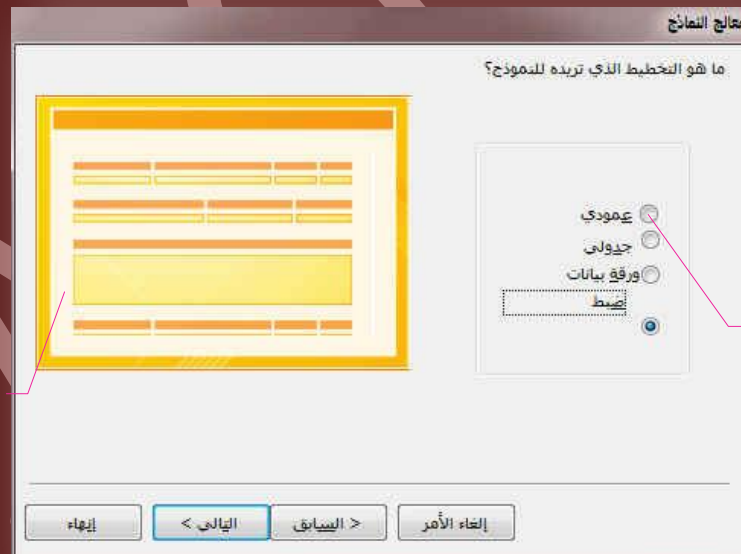 معالج النماذج
ما هو التخطيط الذي تريده للنموذج؟
عمودي
جدولي
ورقة بيانات
ضبط
إلغاء الأمر
< السابق
التالي >
إنهاء